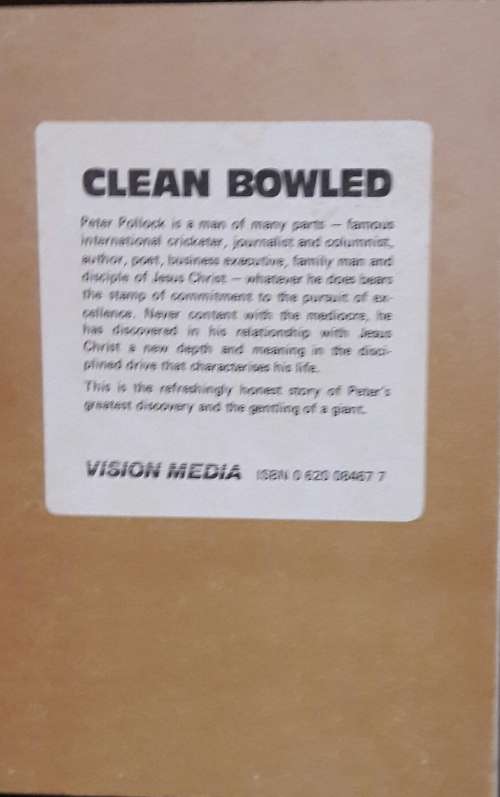 CLEAN BOWLED
Peter Pollock is a man of many parts – famous
international cricketer, journalist and columnist,
author, poet, business executive, family man and
disciple of Jesus Christ – whatever he does bears
the stamp of commitment to the pursuit of ex-
cellence. Never content with the mediocre, he
has discovered in his relationship with Jesus
Christ a new depth and meaning in the disci-
plined drive that characterises his life.
This is the refreshingly honest story of Peter's
greatest discovery and the gentling of a giant.
VISION MEDIA ISBN 0 620 08467 7